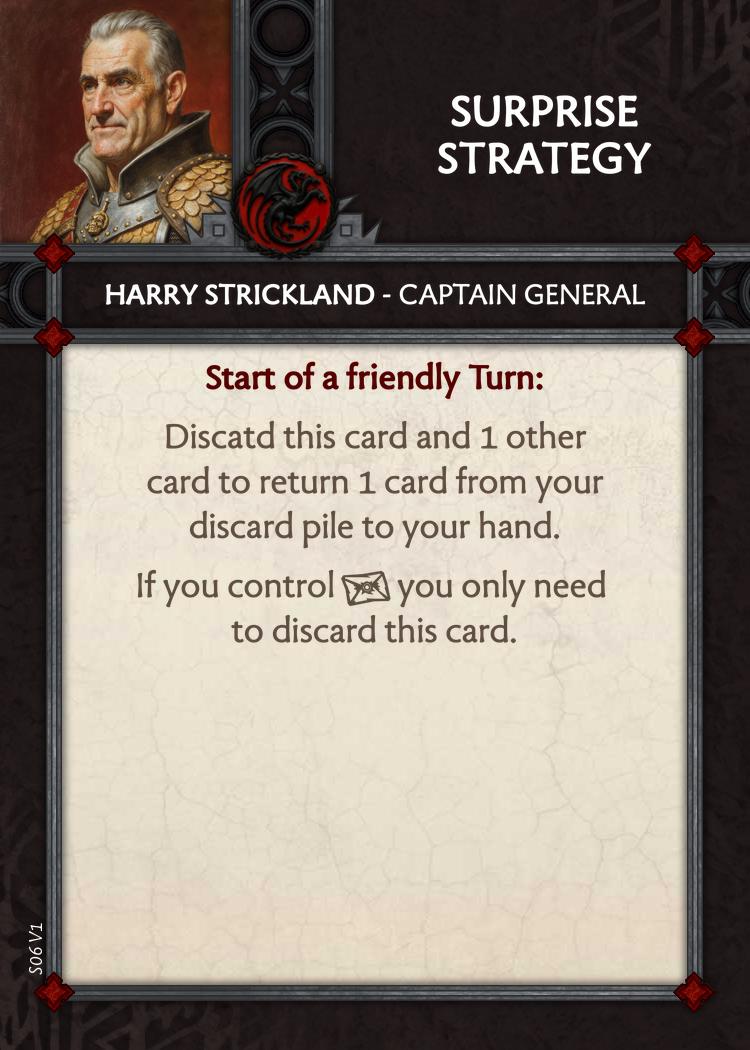 SURPRISE
STRATEGY
HARRY STRICKLAND - CAPTAIN GENERAL
Start of a friendly Turn:
Discatd this card and 1 other
card to return 1 card from your
discard pile to your hand.
If you control you only need
to discard this card.
S06 V1